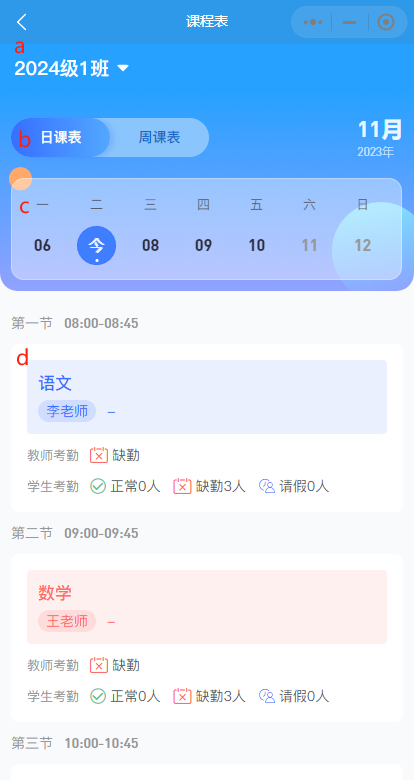 课程表
a
2024级1班
b 日课表 周课表 11月
2023年
c 一 二 三 四 五 六 日
06 今 08 09 10 11 12
第一节 08:00-08:45
d
语文
李老师 –
教师考勤 缺勤
学生考勤 正常0人 缺勤3人 请假0人
第二节 09:00-09:45
数学
王老师 –
教师考勤 缺勤
学生考勤 正常0人 缺勤3人 请假0人
第三节 10:00-10:45